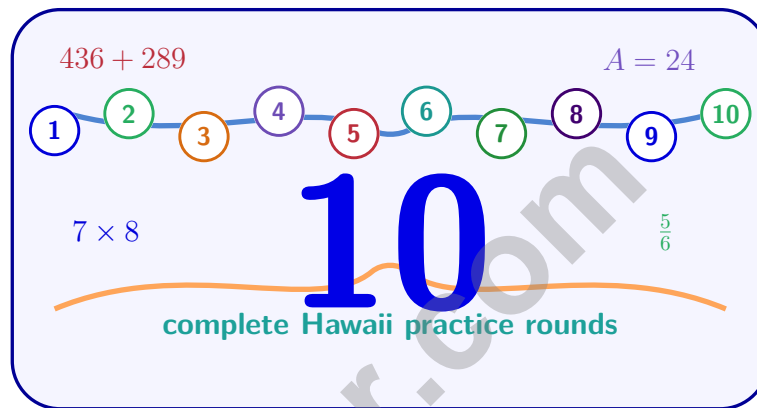 436 + 289
A = 24
1 2 3 4 5 6 7 8 9 10
10
7 × 8
5/6
complete Hawaii practice rounds
r.com